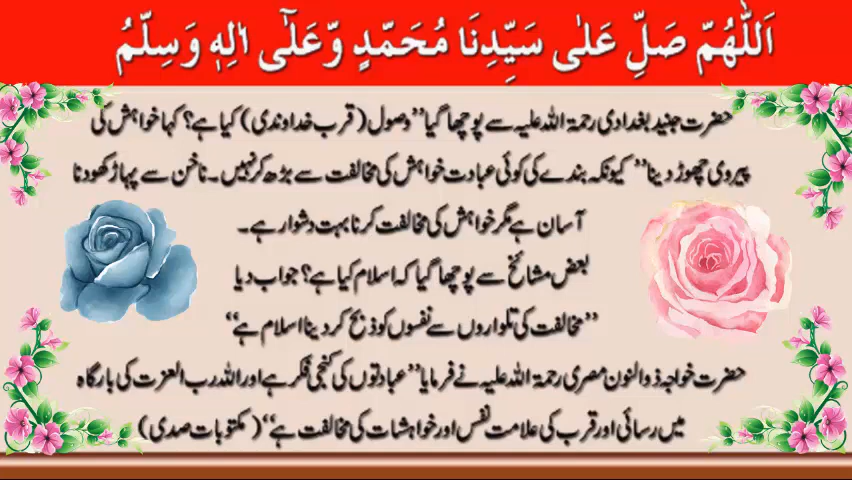 اَللّٰهُمَّ صَلِّ عَلٰی سَیِّدِنَا مُحَمَّدٍ وَّعَلٰٓی اٰلِهٖ وَسِلّمُ
حضرت جنید بغدادی رحمۃ اللہ علیہ سے پوچھا گیا’’وصول (قرب خداوندی) کیا ہے؟ کہا خواہش کی
پیروی چھوڑ دینا’’ کیونکہ بندے کی کوئی عبادت خواہش کی مخالفت سے بڑھ کر نہیں۔ ناخن سے پہاڑ کھودنا
آسان ہے مگر خواہش کی مخالفت کرنا بہت دشوار ہے۔
بعض مشائخ سے پوچھا گیا کہ اسلام کیا ہے؟ جواب دیا
’’مخالفت کی تلواروں سے نفسوں کو ذبح کر دینا اسلام ہے‘‘
حضرت خواجہ ذوالنون مصری رحمۃ اللہ علیہ نے فرمایا’’عبادتوں کی کنجی فکر ہے اور اللہ رب العزت کی بارگاہ
میں رسائی اور قرب کی علامت نفس اور خواہشات کی مخالفت ہے‘‘ (مکتوبات صدی)